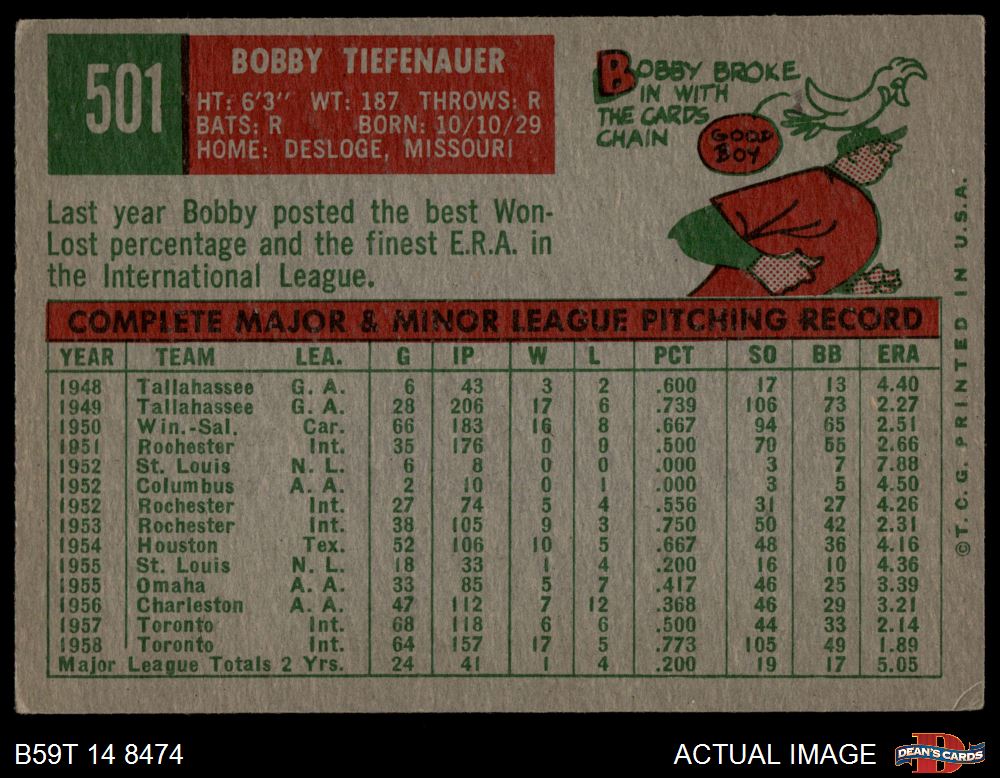 501
BOBBY TIEFENAUER
HT: 6'3" WT: 187 THROWS: R
BATS: R BORN: 10/10/29
HOME: DESLOGE, MISSOURI
BOBBY BROKE
IN WITH
THE CARDS
CHAIN
GOOD
BOY
Last year Bobby posted the best Won-
Lost percentage and the finest E.R.A. in
the International League.
COMPLETE MAJOR & MINOR LEAGUE PITCHING RECORD
YEAR TEAM LEA. G IP W L PCT SO BB ERA
1948 Tallahassee G. A. 6 43 3 2 .600 17 13 4.40
1949 Tallahassee G. A. 28 206 17 6 .739 106 73 2.27
1950 Win.-Sal. Car. 66 183 16 8 .667 94 65 2.51
1951 Rochester Int. 35 176 9 9 .500 70 55 2.66
1952 St. Louis N. L. 6 8 0 0 .000 3 7 7.88
1952 Columbus A. A. 2 10 0 1 .000 3 5 4.50
1952 Rochester Int. 27 74 5 4 .556 31 27 4.26
1953 Rochester Int. 38 105 9 3 .750 50 42 2.31
1954 Houston Tex. 52 106 10 5 .667 48 36 4.16
1955 St. Louis N. L. 18 33 1 4 .200 16 10 4.36
1955 Omaha A. A. 33 85 5 7 .417 46 25 3.39
1956 Charleston A. A. 47 112 7 12 .368 46 29 3.21
1957 Toronto Int. 68 118 6 6 .500 44 33 2.14
1958 Toronto Int. 64 157 17 5 .773 105 49 1.89
Major League Totals 2 Yrs. 24 41 1 4 .200 19 17 5.05
©T.C.G. PRINTED IN U.S.A.
B59T 14 8474
ACTUAL IMAGE
DEAN'S CARDS